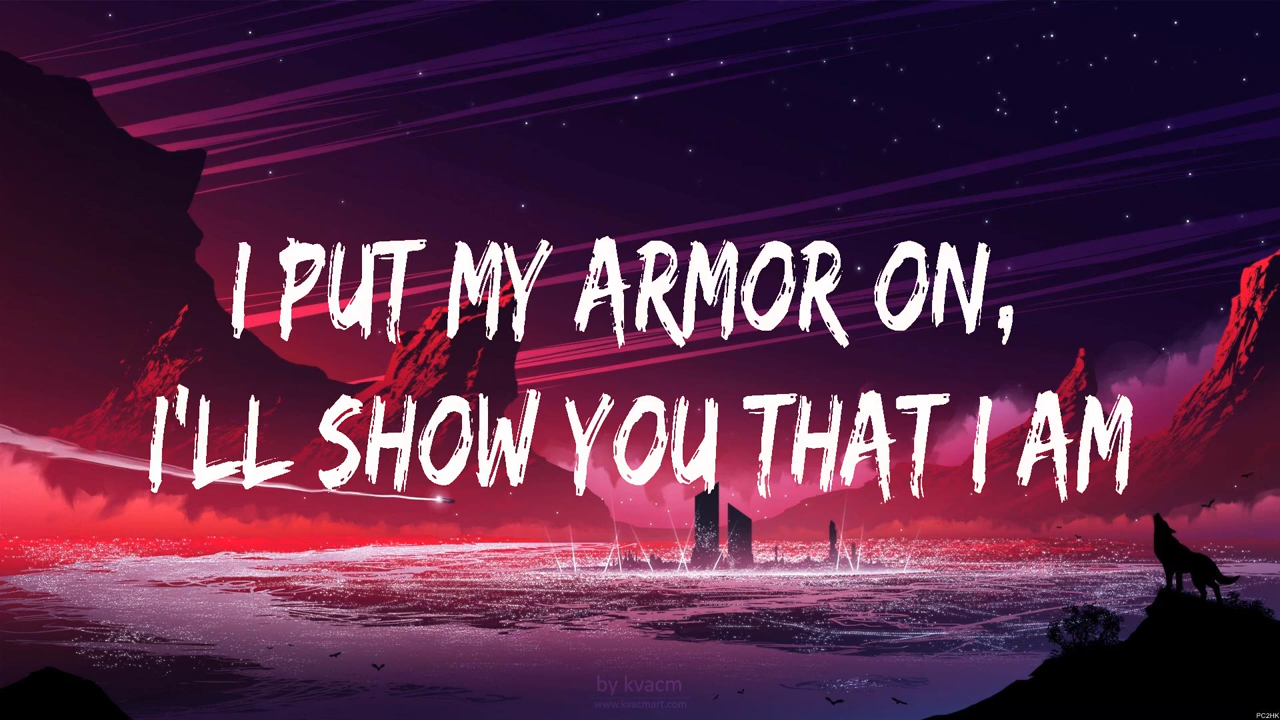 I PUT MY ARMOR ON,
I'LL SHOW YOU THAT I AM
by kvacm
www.kvacmart.com
PC2HK